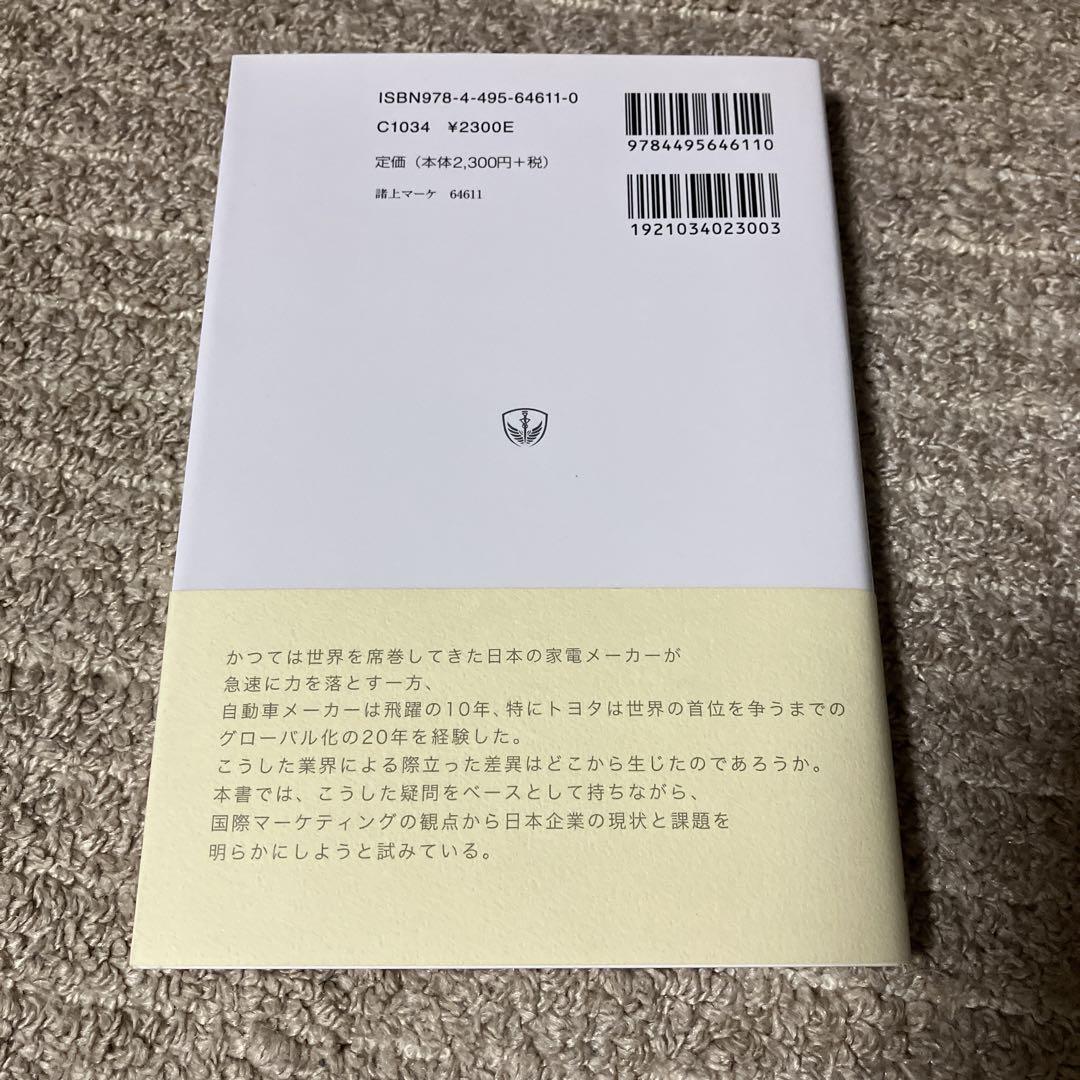 ISBN978-4-495-64611-0
C1034 ¥2300E
定価（本体2,300円＋税）
諸上マーケ 64611
9784495646110
1921034023003
かつては世界を席巻してきた日本の家電メーカーが
急速に力を落とす一方、
自動車メーカーは飛躍の10年、特にトヨタは世界の首位を争うまでの
グローバル化の20年を経験した。
こうした業界による際立った差異はどこから生じたのであろうか。
本書では、こうした疑問をベースとして持ちながら、
国際マーケティングの観点から日本企業の現状と課題を
明らかにしようと試みている。